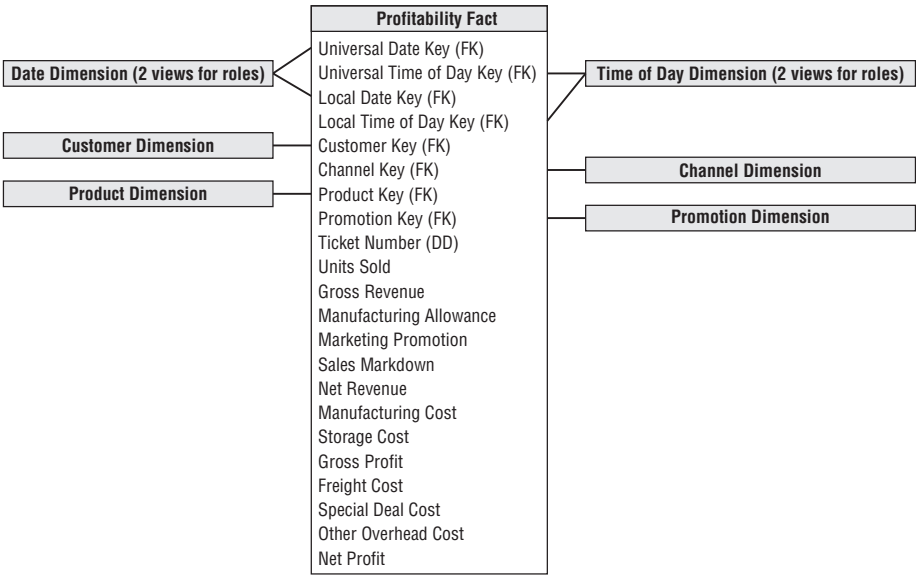 Profitability Fact
Universal Date Key (FK)
Date Dimension (2 views for roles)
Universal Time of Day Key (FK)
Time of Day Dimension (2 views for roles)
Local Date Key (FK)
Local Time of Day Key (FK)
Customer Dimension
Customer Key (FK)
Channel Key (FK)
Channel Dimension
Product Dimension
Product Key (FK)
Promotion Key (FK)
Promotion Dimension
Ticket Number (DD)
Units Sold
Gross Revenue
Manufacturing Allowance
Marketing Promotion
Sales Markdown
Net Revenue
Manufacturing Cost
Storage Cost
Gross Profit
Freight Cost
Special Deal Cost
Other Overhead Cost
Net Profit